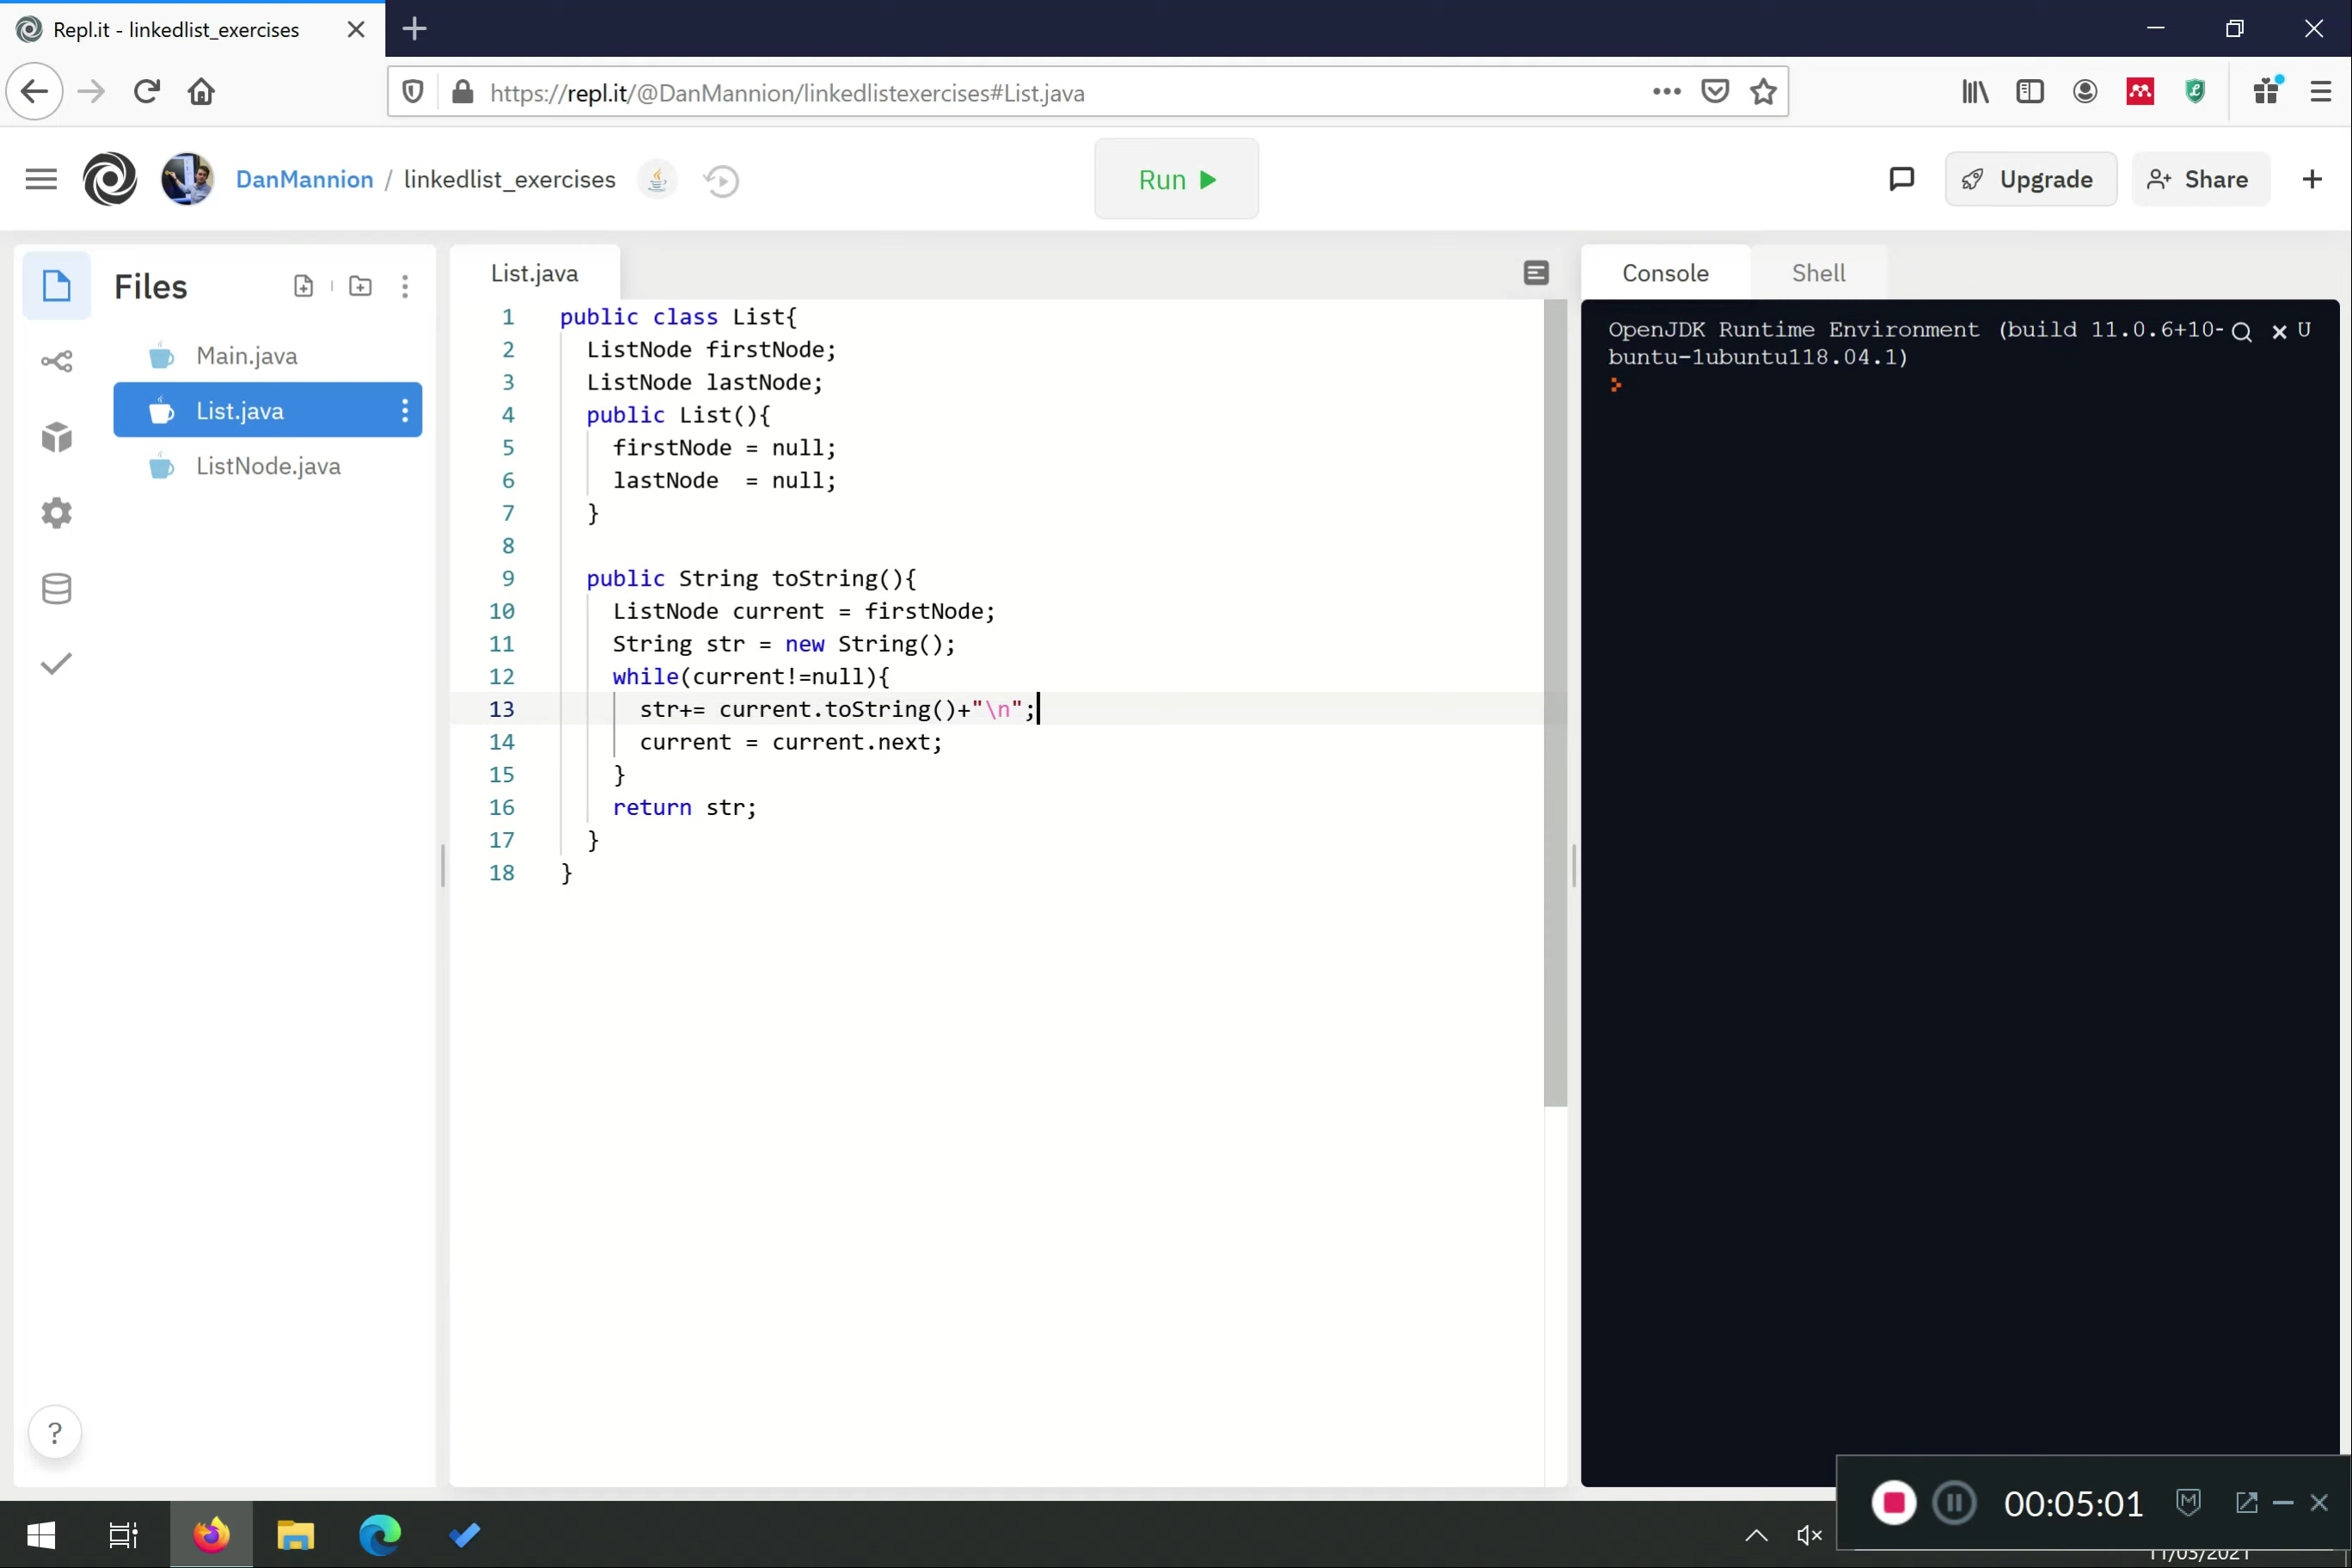 Repl.it - linkedlist_exercises
https://repl.it/@DanMannion/linkedlistexercises#List.java
DanMannion / linkedlist_exercises
Run
Upgrade
Share
Files
Main.java
List.java
ListNode.java
List.java
1 public class List{
2   ListNode firstNode;
3   ListNode lastNode;
4   public List(){
5     firstNode = null;
6     lastNode  = null;
7   }
8
9   public String toString(){
10     ListNode current = firstNode;
11     String str = new String();
12     while(current!=null){
13       str+= current.toString()+"\n";
14       current = current.next;
15     }
16     return str;
17   }
18 }
Console
Shell
OpenJDK Runtime Environment (build 11.0.6+10-U
buntu-1ubuntu118.04.1)
?
00:05:01
11/03/2021